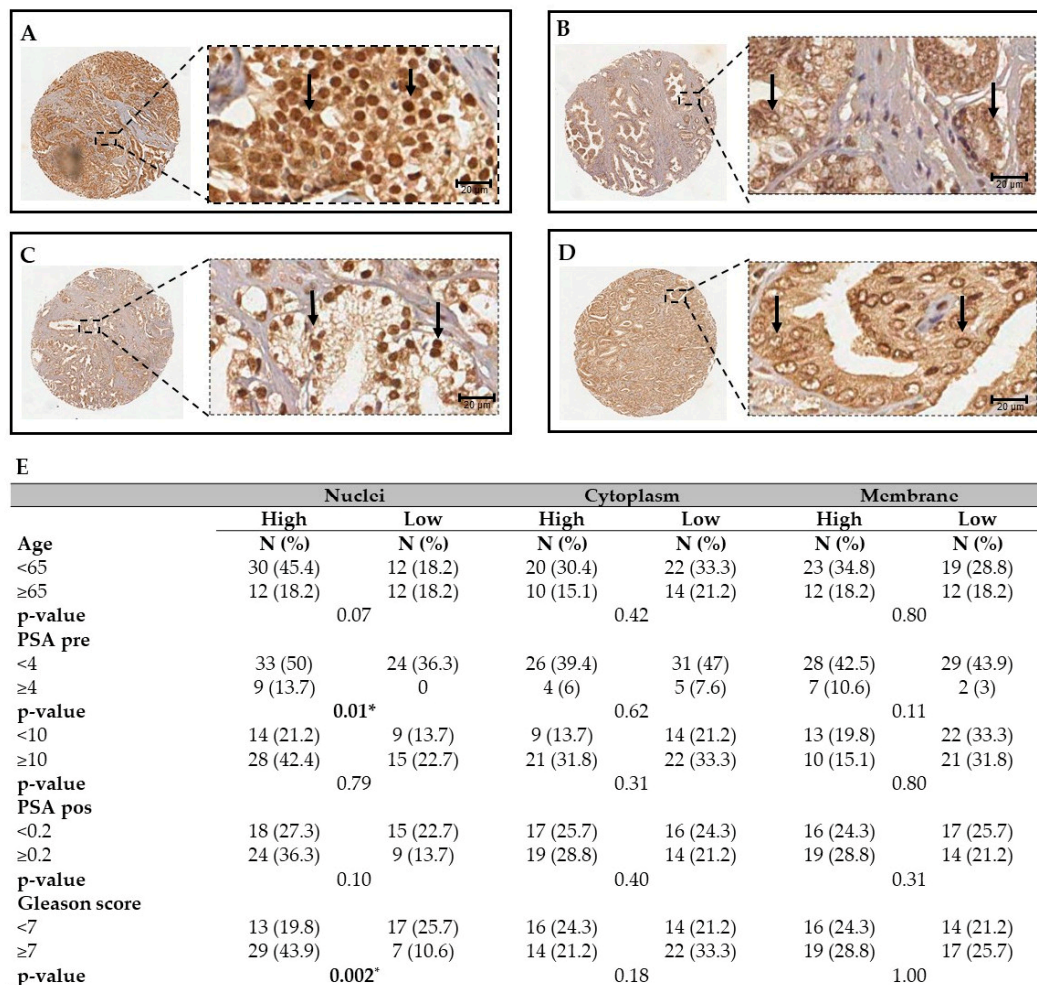 A
20 µm
B
20 µm
C
20 µm
D
20 µm
E
Nuclei Cytoplasm Membrane
High Low High Low High Low
Age N (%) N (%) N (%) N (%) N (%) N (%)
<65 30 (45.4) 12 (18.2) 20 (30.4) 22 (33.3) 23 (34.8) 19 (28.8)
≥65 12 (18.2) 12 (18.2) 10 (15.1) 14 (21.2) 12 (18.2) 12 (18.2)
p-value 0.07 0.42 0.80
PSA pre
<4 33 (50) 24 (36.3) 26 (39.4) 31 (47) 28 (42.5) 29 (43.9)
≥4 9 (13.7) 0 4 (6) 5 (7.6) 7 (10.6) 2 (3)
p-value 0.01* 0.62 0.11
<10 14 (21.2) 9 (13.7) 9 (13.7) 14 (21.2) 13 (19.8) 22 (33.3)
≥10 28 (42.4) 15 (22.7) 21 (31.8) 22 (33.3) 10 (15.1) 21 (31.8)
p-value 0.79 0.31 0.80
PSA pos
<0.2 18 (27.3) 15 (22.7) 17 (25.7) 16 (24.3) 16 (24.3) 17 (25.7)
≥0.2 24 (36.3) 9 (13.7) 19 (28.8) 14 (21.2) 19 (28.8) 14 (21.2)
p-value 0.10 0.40 0.31
Gleason score
<7 13 (19.8) 17 (25.7) 16 (24.3) 14 (21.2) 16 (24.3) 14 (21.2)
≥7 29 (43.9) 7 (10.6) 14 (21.2) 22 (33.3) 19 (28.8) 17 (25.7)
p-value 0.002* 0.18 1.00